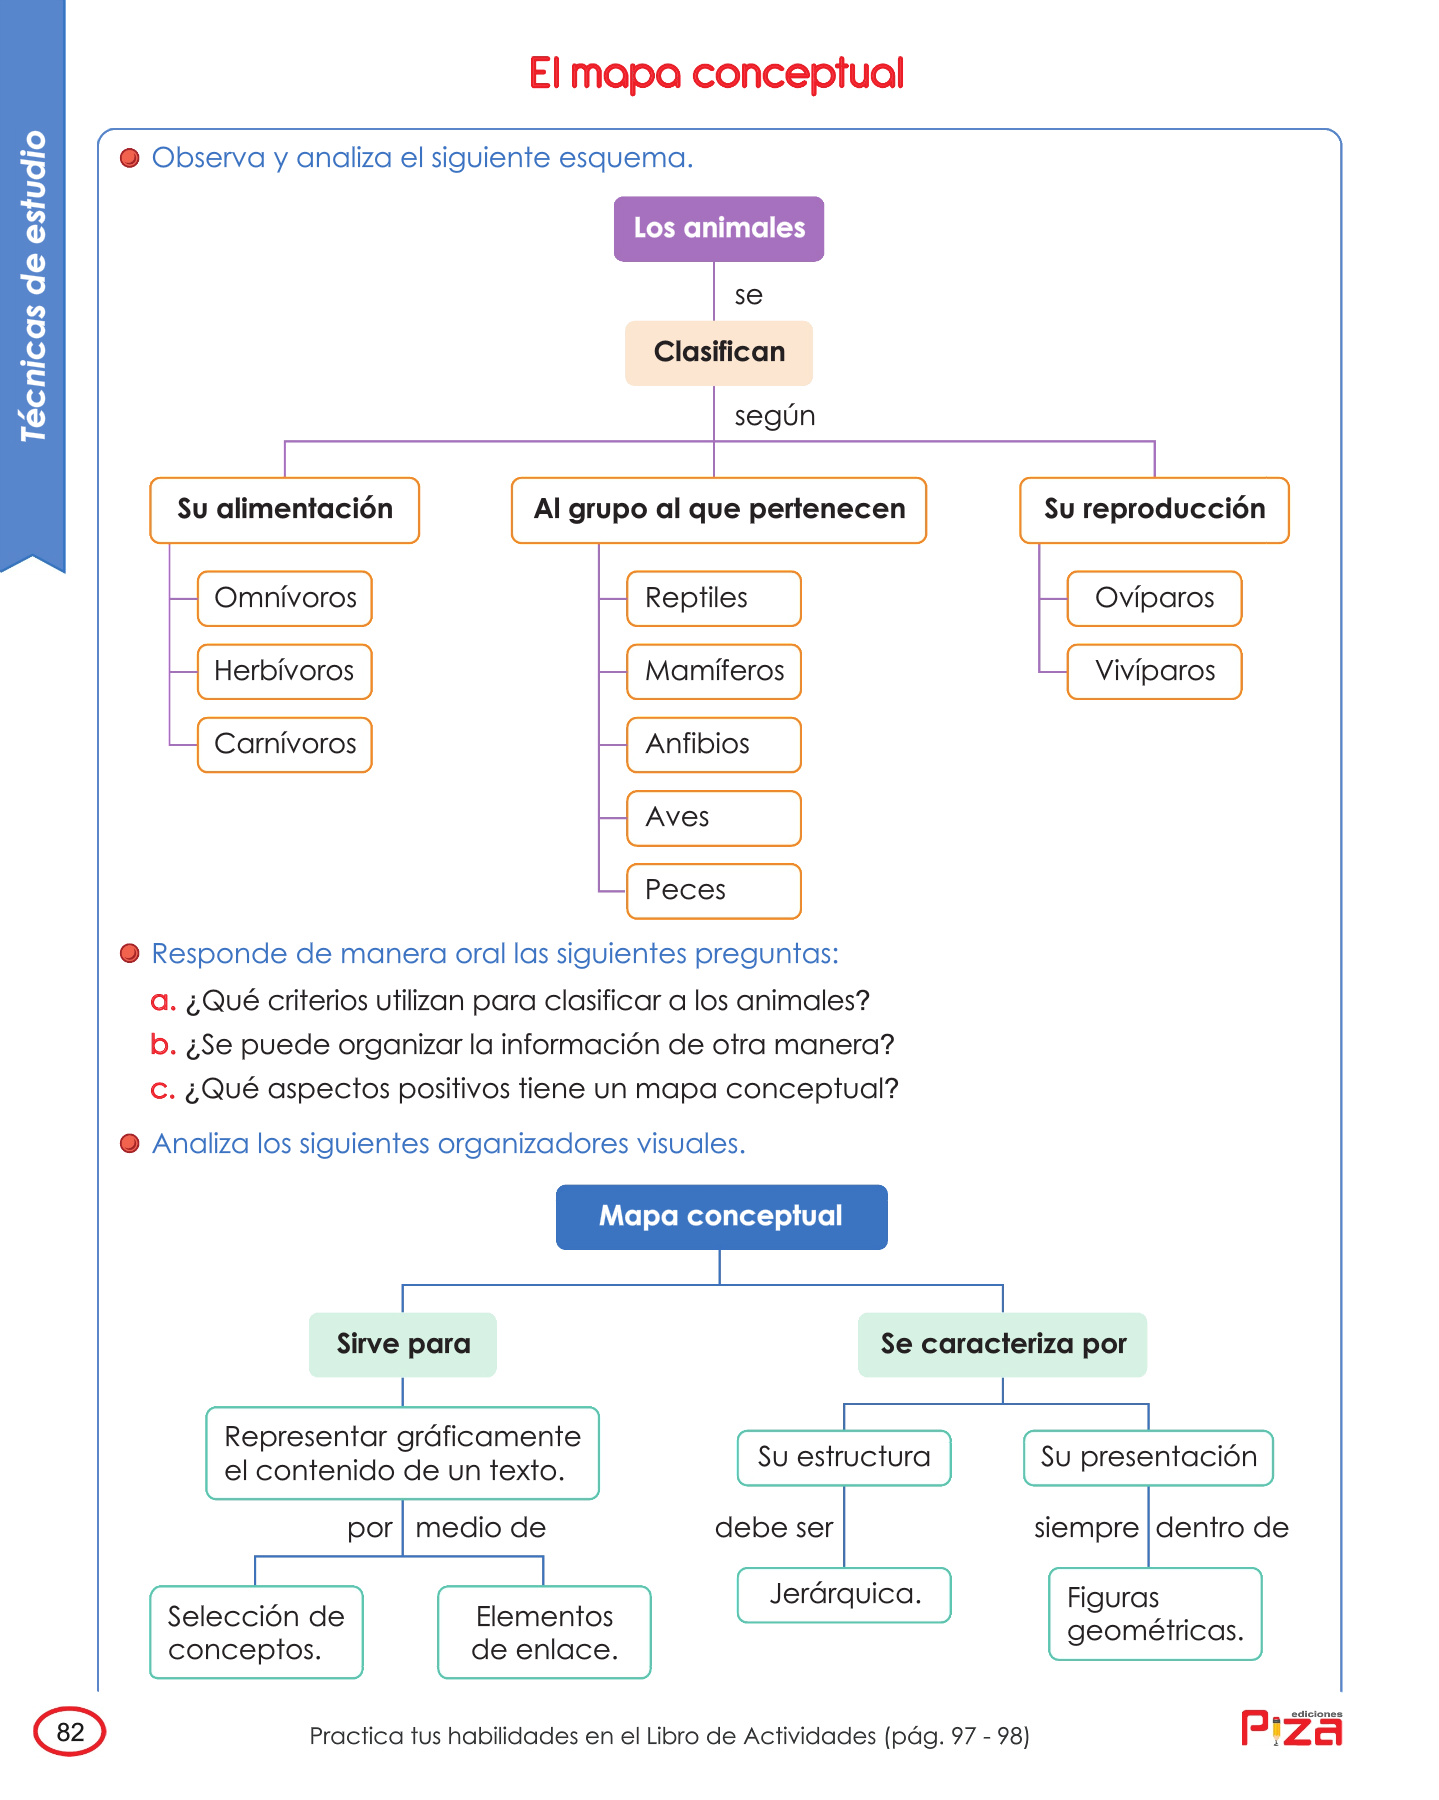 El mapa conceptual
Técnicas de estudio
Observa y analiza el siguiente esquema.
Los animales
se
Clasifican
según
Su alimentación
Al grupo al que pertenecen
Su reproducción
Omnívoros
Herbívoros
Carnívoros
Reptiles
Mamíferos
Anfibios
Aves
Peces
Ovíparos
Vivíparos
Responde de manera oral las siguientes preguntas:
a. ¿Qué criterios utilizan para clasificar a los animales?
b. ¿Se puede organizar la información de otra manera?
c. ¿Qué aspectos positivos tiene un mapa conceptual?
Analiza los siguientes organizadores visuales.
Mapa conceptual
Sirve para
Se caracteriza por
Representar gráficamente
el contenido de un texto.
por medio de
Selección de
conceptos.
Elementos
de enlace.
Su estructura
debe ser
Jerárquica.
Su presentación
siempre dentro de
Figuras
geométricas.
82
Practica tus habilidades en el Libro de Actividades (pág. 97 - 98)
ediciones
Piza